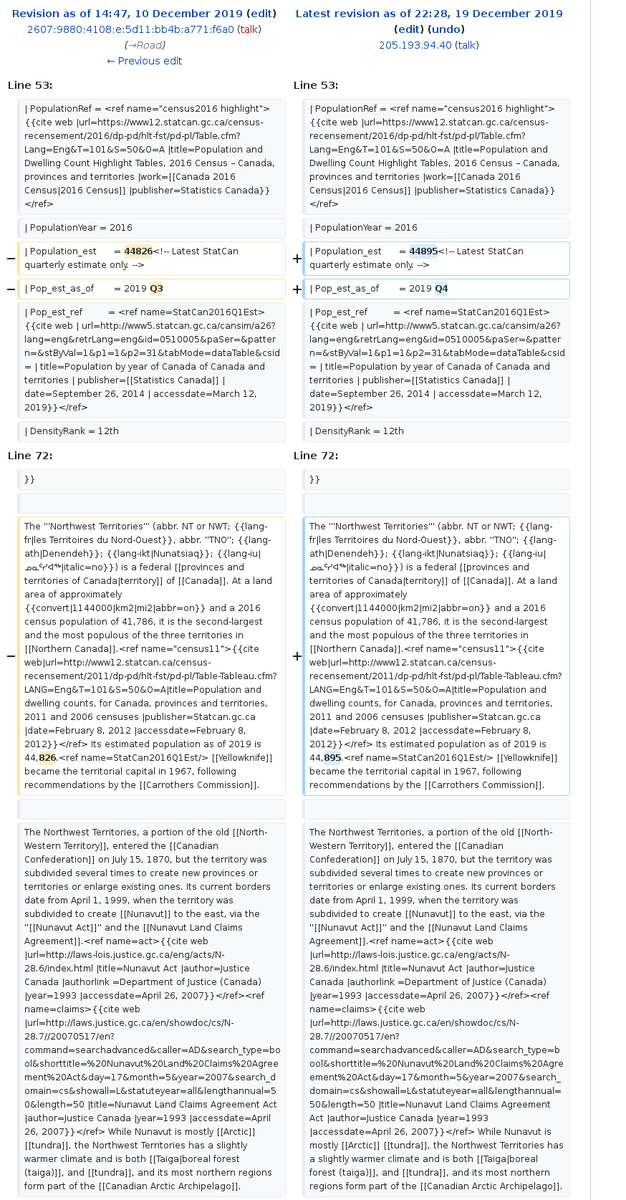 Revision as of 14:47, 10 December 2019 (edit)
2607:9880:4108:e:5d11:bb4b:a771:f6a0 (talk)
(→Road)
← Previous edit
Latest revision as of 22:28, 19 December 2019
(edit) (undo)
205.193.94.40 (talk)
Line 53:
| PopulationRef = <ref name="census2016 highlight">
{{cite web |url=https://www12.statcan.gc.ca/census-
recensement/2016/dp-pd/hlt-fst/pd-pl/Table.cfm?
Lang=Eng&T=101&S=50&O=A |title=Population and
Dwelling Count Highlight Tables, 2016 Census – Canada,
provinces and territories |work=[[Canada 2016
Census|2016 Census]] |publisher=Statistics Canada}}
</ref>
| PopulationYear = 2016
− | Population_est = 44826<!-- Latest StatCan
quarterly estimate only. -->
− | Pop_est_as_of = 2019 Q3
| Pop_est_ref = <ref name=StatCan2016Q1Est>
{{cite web | url=http://www5.statcan.gc.ca/cansim/a26?
lang=eng&retrLang=eng&id=0510005&paSer=&patter
n=&stByVal=1&p1=1&p2=31&tabMode=dataTable&csid
= | title=Population by year of Canada of Canada and
territories | publisher=[[Statistics Canada]] |
date=September 26, 2014 | accessdate=March 12,
2019}}</ref>
| DensityRank = 12th
Line 53:
| PopulationRef = <ref name="census2016 highlight">
{{cite web |url=https://www12.statcan.gc.ca/census-
recensement/2016/dp-pd/hlt-fst/pd-pl/Table.cfm?
Lang=Eng&T=101&S=50&O=A |title=Population and
Dwelling Count Highlight Tables, 2016 Census – Canada,
provinces and territories |work=[[Canada 2016
Census|2016 Census]] |publisher=Statistics Canada}}
</ref>
| PopulationYear = 2016
+ | Population_est = 44895<!-- Latest StatCan
quarterly estimate only. -->
+ | Pop_est_as_of = 2019 Q4
| Pop_est_ref = <ref name=StatCan2016Q1Est>
{{cite web | url=http://www5.statcan.gc.ca/cansim/a26?
lang=eng&retrLang=eng&id=0510005&paSer=&patter
n=&stByVal=1&p1=1&p2=31&tabMode=dataTable&csid
= | title=Population by year of Canada of Canada and
territories | publisher=[[Statistics Canada]] |
date=September 26, 2014 | accessdate=March 12,
2019}}</ref>
| DensityRank = 12th
Line 72:
}}
− The '''Northwest Territories''' (abbr. NT or NWT; {{lang-
fr|les Territoires du Nord-Ouest}}, abbr. ''TNO''; {{lang-
ath|Denendeh}}; {{lang-ikt|Nunatsiaq}}; {{lang-iu|
ᓄᓇᑦᓯᐊᖅ|italic=no}}) is a federal [[provinces and
territories of Canada|territory]] of [[Canada]]. At a land
area of approximately
{{convert|1144000|km2|mi2|abbr=on}} and a 2016
census population of 41,786, it is the second-largest
and the most populous of the three territories in
[[Northern Canada]].<ref name="census11">{{cite
web|url=http://www12.statcan.ca/census-
recensement/2011/dp-pd/hlt-fst/pd-pl/Table-Tableau.cfm?
LANG=Eng&T=101&S=50&O=A|title=Population and
dwelling counts, for Canada, provinces and territories,
2011 and 2006 censuses |publisher=Statcan.gc.ca
|date=February 8, 2012 |accessdate=February 8,
2012}}</ref> Its estimated population as of 2019 is
44,826.<ref name=StatCan2016Q1Est/> [[Yellowknife]]
became the territorial capital in 1967, following
recommendations by the [[Carrothers Commission]].
The Northwest Territories, a portion of the old [[North-
Western Territory]], entered the [[Canadian
Confederation]] on July 15, 1870, but the territory was
subdivided several times to create new provinces or
territories or enlarge existing ones. Its current borders
date from April 1, 1999, when the territory was
subdivided to create [[Nunavut]] to the east, via the
''[[Nunavut Act]]'' and the [[Nunavut Land Claims
Agreement]].<ref name=act>{{cite web
|url=http://laws-lois.justice.gc.ca/eng/acts/N-
28.6/index.html |title=Nunavut Act |author=Justice
Canada |authorlink =Department of Justice (Canada)
|year=1993 |accessdate=April 26, 2007}}</ref><ref
name=claims>{{cite web
|url=http://laws.justice.gc.ca/en/showdoc/cs/N-
28.7//20070517/en?
command=searchadvanced&caller=AD&search_type=bo
ol&shorttitle=%20Nunavut%20Land%20Claims%20Agre
ement%20Act&day=17&month=5&year=2007&search_d
omain=cs&showall=L&statuteyear=all&lengthannual=5
0&length=50 |title=Nunavut Land Claims Agreement Act
|author=Justice Canada |year=1993 |accessdate=April
26, 2007}}</ref> While Nunavut is mostly [[Arctic]]
[[tundra]], the Northwest Territories has a slightly
warmer climate and is both [[Taiga|boreal forest
(taiga)]], and [[tundra]], and its most northern regions
form part of the [[Canadian Arctic Archipelago]].
Line 72:
}}
+ The '''Northwest Territories''' (abbr. NT or NWT; {{lang-
fr|les Territoires du Nord-Ouest}}, abbr. ''TNO''; {{lang-
ath|Denendeh}}; {{lang-ikt|Nunatsiaq}}; {{lang-iu|
ᓄᓇᑦᓯᐊᖅ|italic=no}}) is a federal [[provinces and
territories of Canada|territory]] of [[Canada]]. At a land
area of approximately
{{convert|1144000|km2|mi2|abbr=on}} and a 2016
census population of 41,786, it is the second-largest
and the most populous of the three territories in
[[Northern Canada]].<ref name="census11">{{cite
web|url=http://www12.statcan.ca/census-
recensement/2011/dp-pd/hlt-fst/pd-pl/Table-Tableau.cfm?
LANG=Eng&T=101&S=50&O=A|title=Population and
dwelling counts, for Canada, provinces and territories,
2011 and 2006 censuses |publisher=Statcan.gc.ca
|date=February 8, 2012 |accessdate=February 8,
2012}}</ref> Its estimated population as of 2019 is
44,895.<ref name=StatCan2016Q1Est/> [[Yellowknife]]
became the territorial capital in 1967, following
recommendations by the [[Carrothers Commission]].
The Northwest Territories, a portion of the old [[North-
Western Territory]], entered the [[Canadian
Confederation]] on July 15, 1870, but the territory was
subdivided several times to create new provinces or
territories or enlarge existing ones. Its current borders
date from April 1, 1999, when the territory was
subdivided to create [[Nunavut]] to the east, via the
''[[Nunavut Act]]'' and the [[Nunavut Land Claims
Agreement]].<ref name=act>{{cite web
|url=http://laws-lois.justice.gc.ca/eng/acts/N-
28.6/index.html |title=Nunavut Act |author=Justice
Canada |authorlink =Department of Justice (Canada)
|year=1993 |accessdate=April 26, 2007}}</ref><ref
name=claims>{{cite web
|url=http://laws.justice.gc.ca/en/showdoc/cs/N-
28.7//20070517/en?
command=searchadvanced&caller=AD&search_type=b
ool&shorttitle=%20Nunavut%20Land%20Claims%20Agre
ement%20Act&day=17&month=5&year=2007&search_
domain=cs&showall=L&statuteyear=all&lengthannual=
50&length=50 |title=Nunavut Land Claims Agreement
Act |author=Justice Canada |year=1993
|accessdate=April 26, 2007}}</ref> While Nunavut is
mostly [[Arctic]] [[tundra]], the Northwest Territories has
a slightly warmer climate and is both [[Taiga|boreal
forest (taiga)]], and [[tundra]], and its most northern
regions form part of the [[Canadian Arctic Archipelago]].